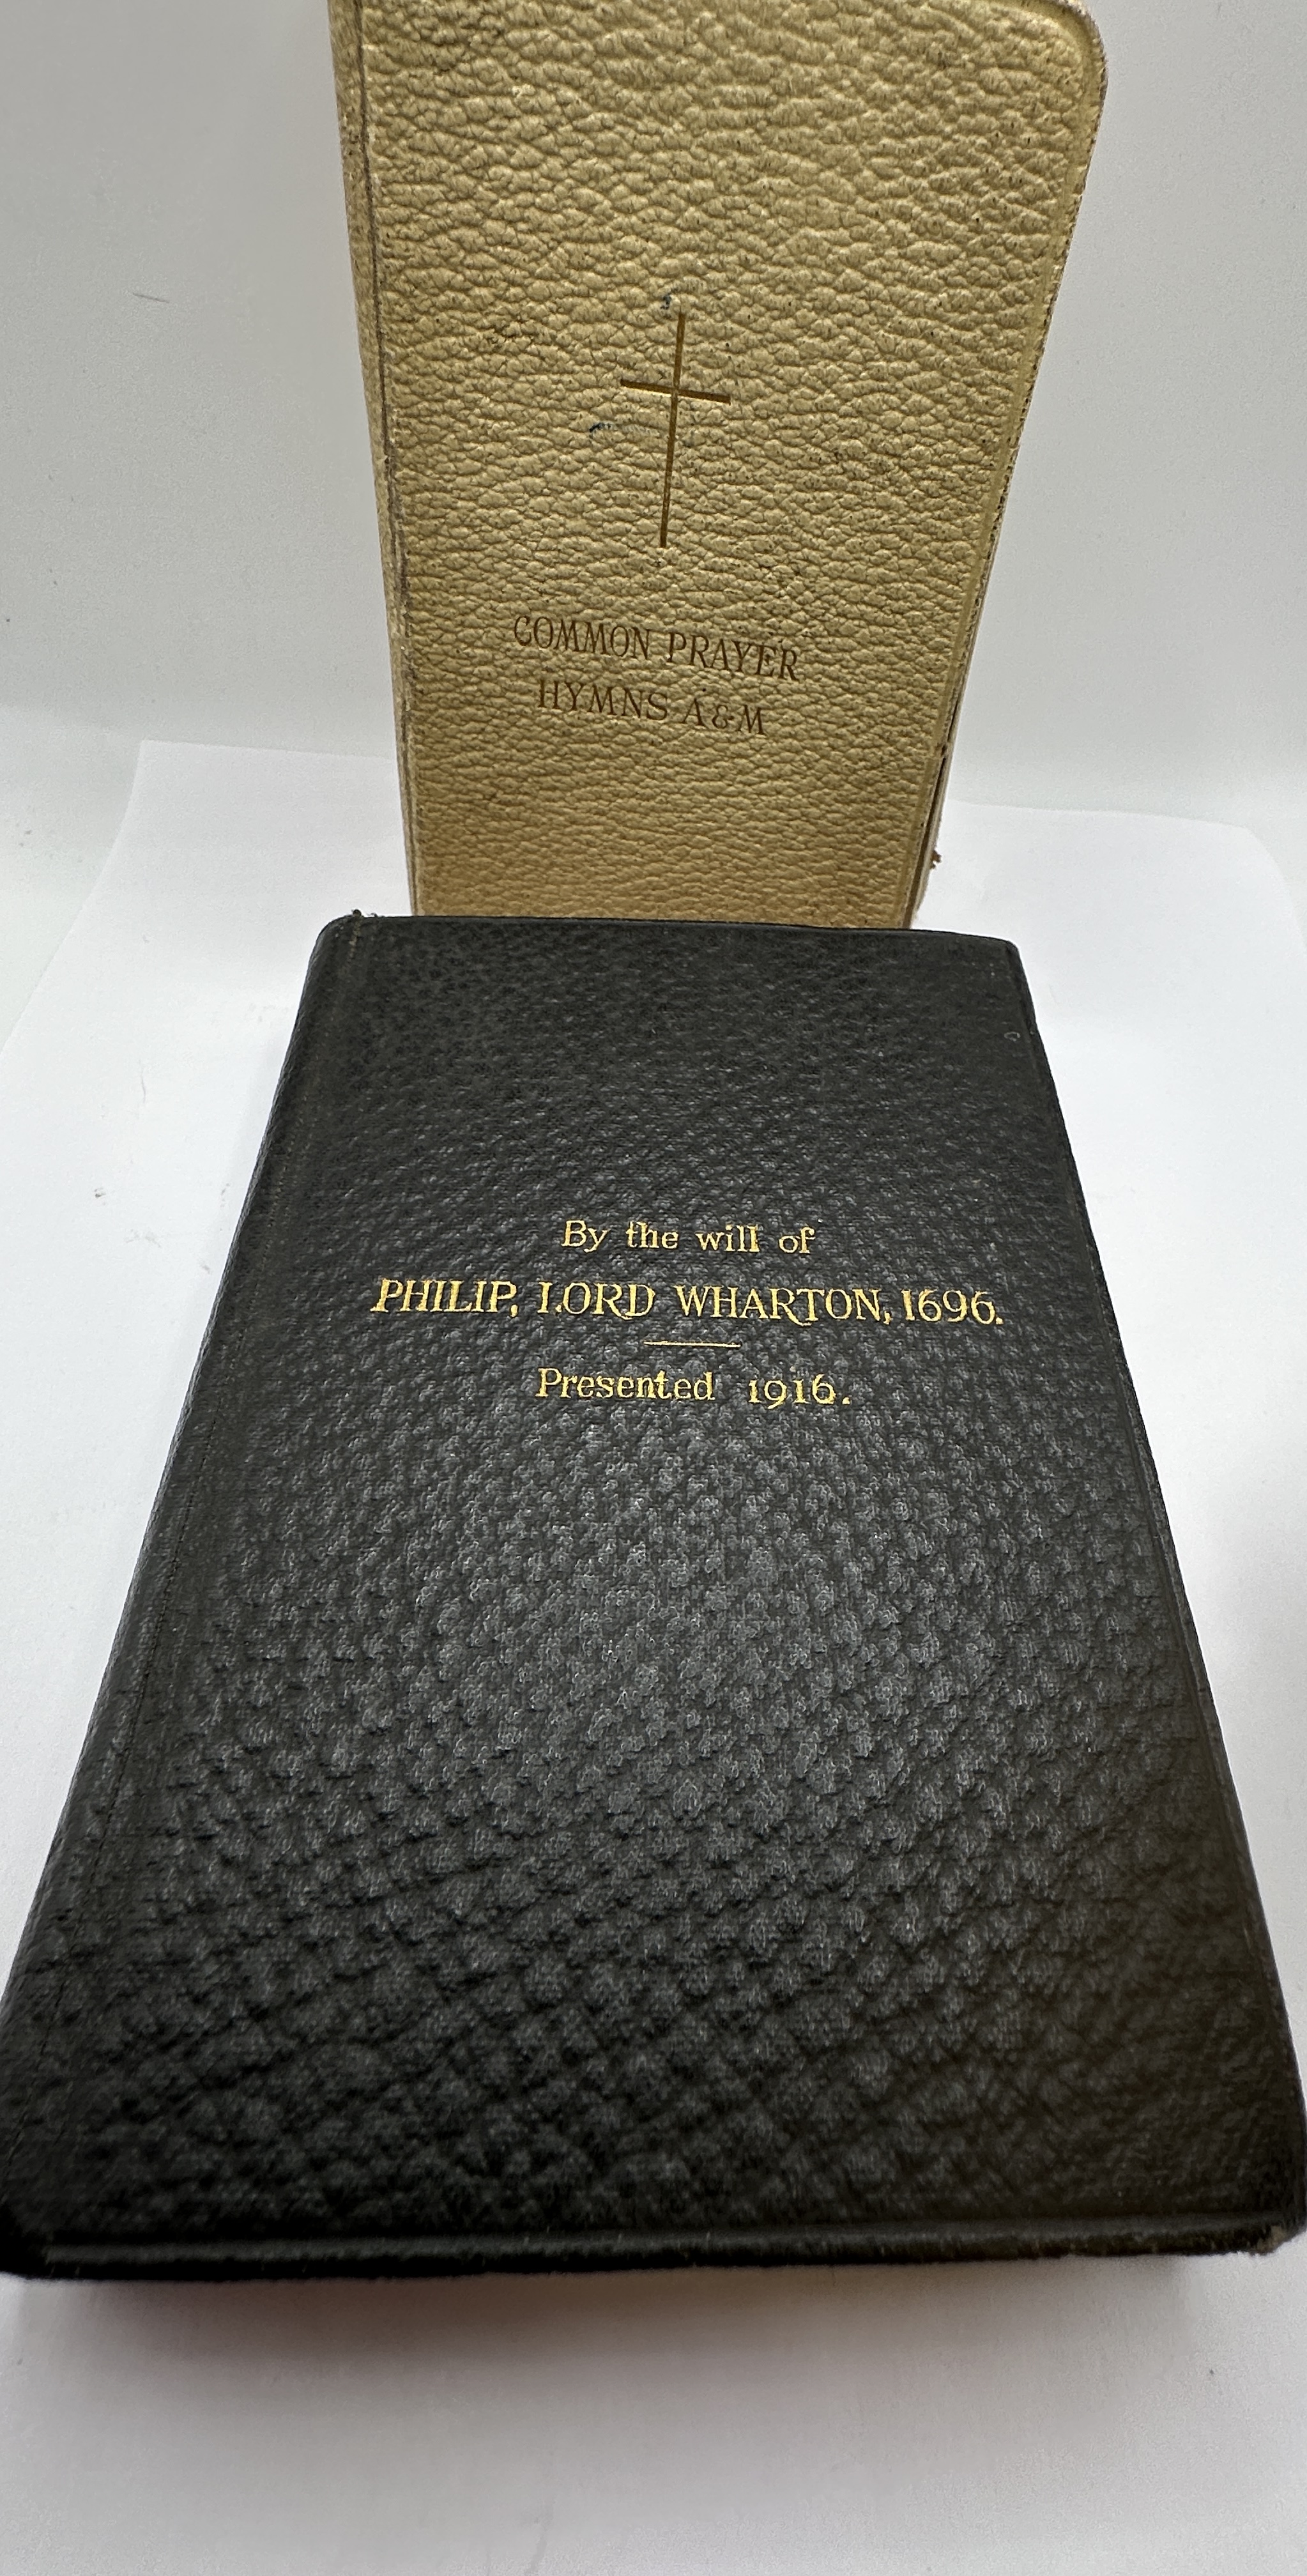 COMMON PRAYER
HYMNS A&M
By the will of
PHILIP, LORD WHARTON, 1696.
Presented 1916.